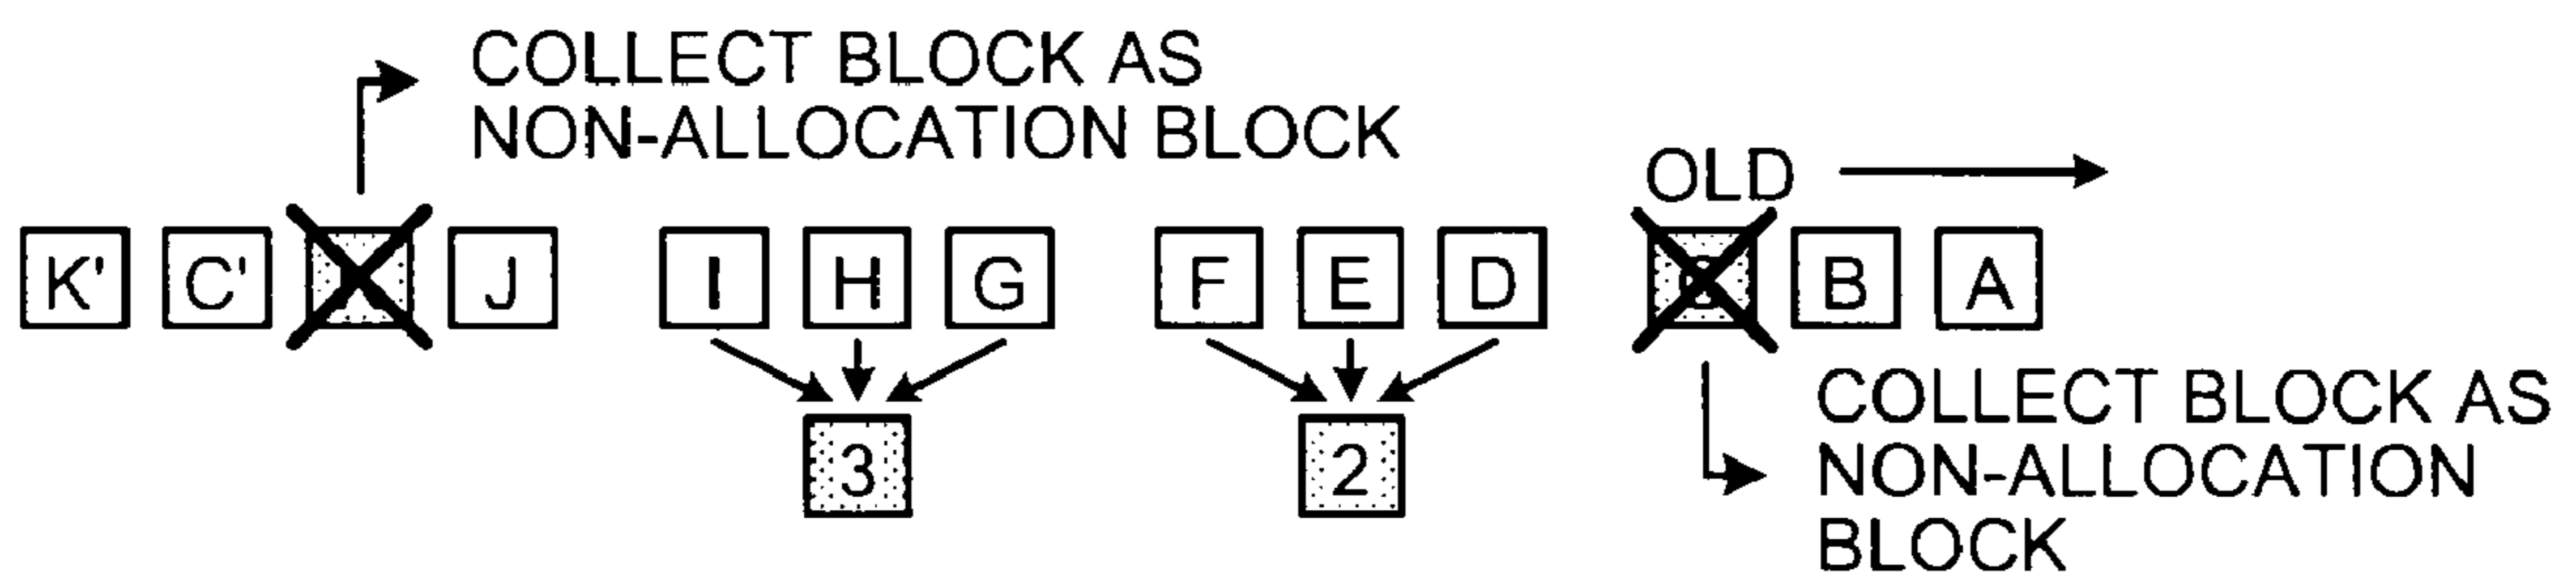 COLLECT BLOCK AS
NON-ALLOCATION BLOCK
OLD
K' C' J I H G F E D B A
3 2
COLLECT BLOCK AS
NON-ALLOCATION
BLOCK